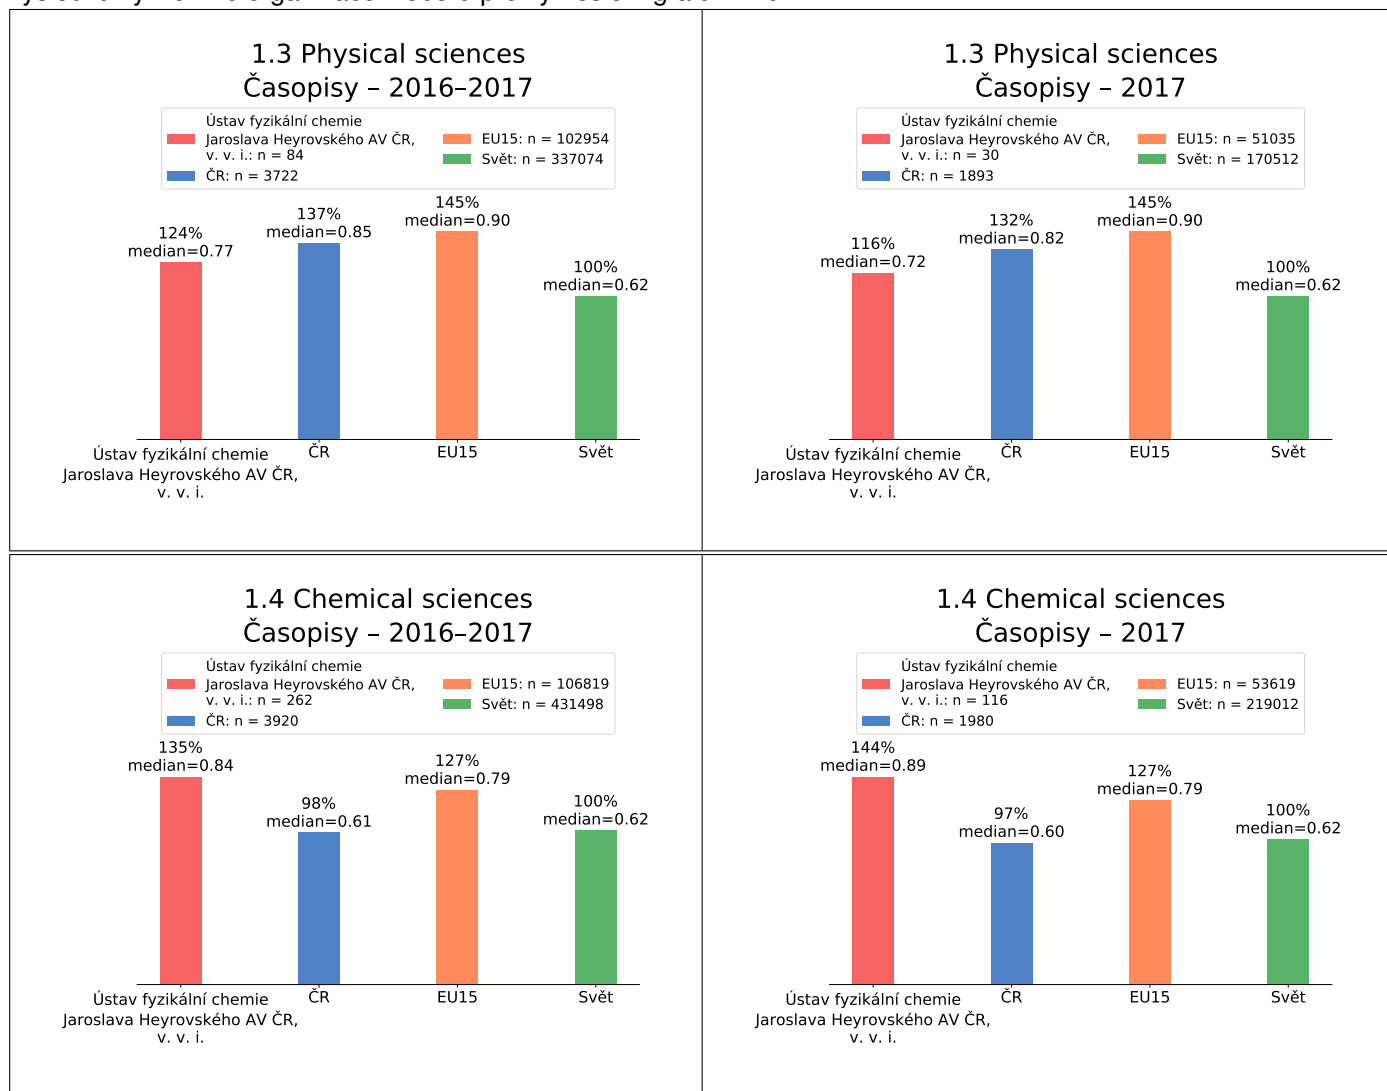 1.3 Physical sciences
Časopisy – 2016–2017
Ústav fyzikální chemie
Jaroslava Heyrovského AV ČR,
v. v. i.: n = 84
ČR: n = 3722
EU15: n = 102954
Svět: n = 337074
124%
median=0.77
137%
median=0.85
145%
median=0.90
100%
median=0.62
Ústav fyzikální chemie
Jaroslava Heyrovského AV ČR,
v. v. i.
ČR
EU15
Svět
1.3 Physical sciences
Časopisy – 2017
Ústav fyzikální chemie
Jaroslava Heyrovského AV ČR,
v. v. i.: n = 30
ČR: n = 1893
EU15: n = 51035
Svět: n = 170512
116%
median=0.72
132%
median=0.82
145%
median=0.90
100%
median=0.62
Ústav fyzikální chemie
Jaroslava Heyrovského AV ČR,
v. v. i.
ČR
EU15
Svět
1.4 Chemical sciences
Časopisy – 2016–2017
Ústav fyzikální chemie
Jaroslava Heyrovského AV ČR,
v. v. i.: n = 262
ČR: n = 3920
EU15: n = 106819
Svět: n = 431498
135%
median=0.84
98%
median=0.61
127%
median=0.79
100%
median=0.62
Ústav fyzikální chemie
Jaroslava Heyrovského AV ČR,
v. v. i.
ČR
EU15
Svět
1.4 Chemical sciences
Časopisy – 2017
Ústav fyzikální chemie
Jaroslava Heyrovského AV ČR,
v. v. i.: n = 116
ČR: n = 1980
EU15: n = 53619
Svět: n = 219012
144%
median=0.89
97%
median=0.60
127%
median=0.79
100%
median=0.62
Ústav fyzikální chemie
Jaroslava Heyrovského AV ČR,
v. v. i.
ČR
EU15
Svět